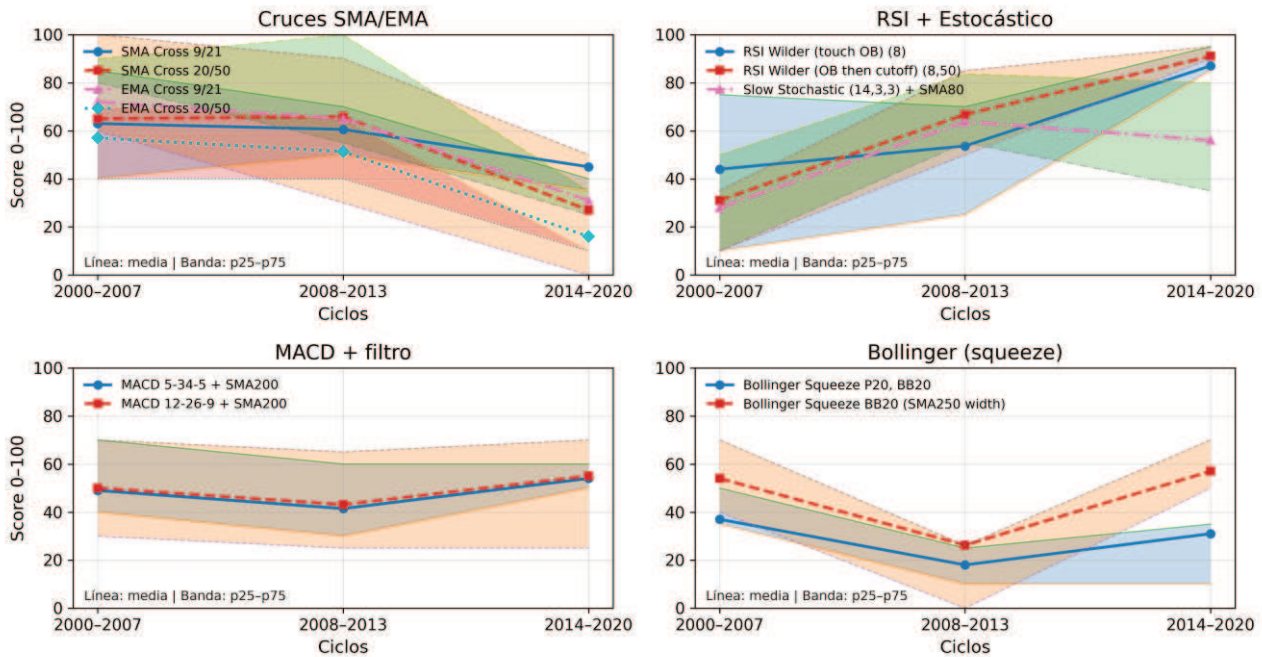 Cruces SMA/EMA
100
80
60
40
20
0
Score 0–100
SMA Cross 9/21
SMA Cross 20/50
EMA Cross 9/21
EMA Cross 20/50
Línea: media | Banda: p25–p75
2000–2007
2008–2013
2014–2020
Ciclos
RSI + Estocástico
100
80
60
40
20
0
RSI Wilder (touch OB) (8)
RSI Wilder (OB then cutoff) (8,50)
Slow Stochastic (14,3,3) + SMA80
Línea: media | Banda: p25–p75
2000–2007
2008–2013
2014–2020
Ciclos
MACD + filtro
100
80
60
40
20
0
Score 0–100
MACD 5-34-5 + SMA200
MACD 12-26-9 + SMA200
Línea: media | Banda: p25–p75
2000–2007
2008–2013
2014–2020
Ciclos
Bollinger (squeeze)
100
80
60
40
20
0
Bollinger Squeeze P20, BB20
Bollinger Squeeze BB20 (SMA250 width)
Línea: media | Banda: p25–p75
2000–2007
2008–2013
2014–2020
Ciclos